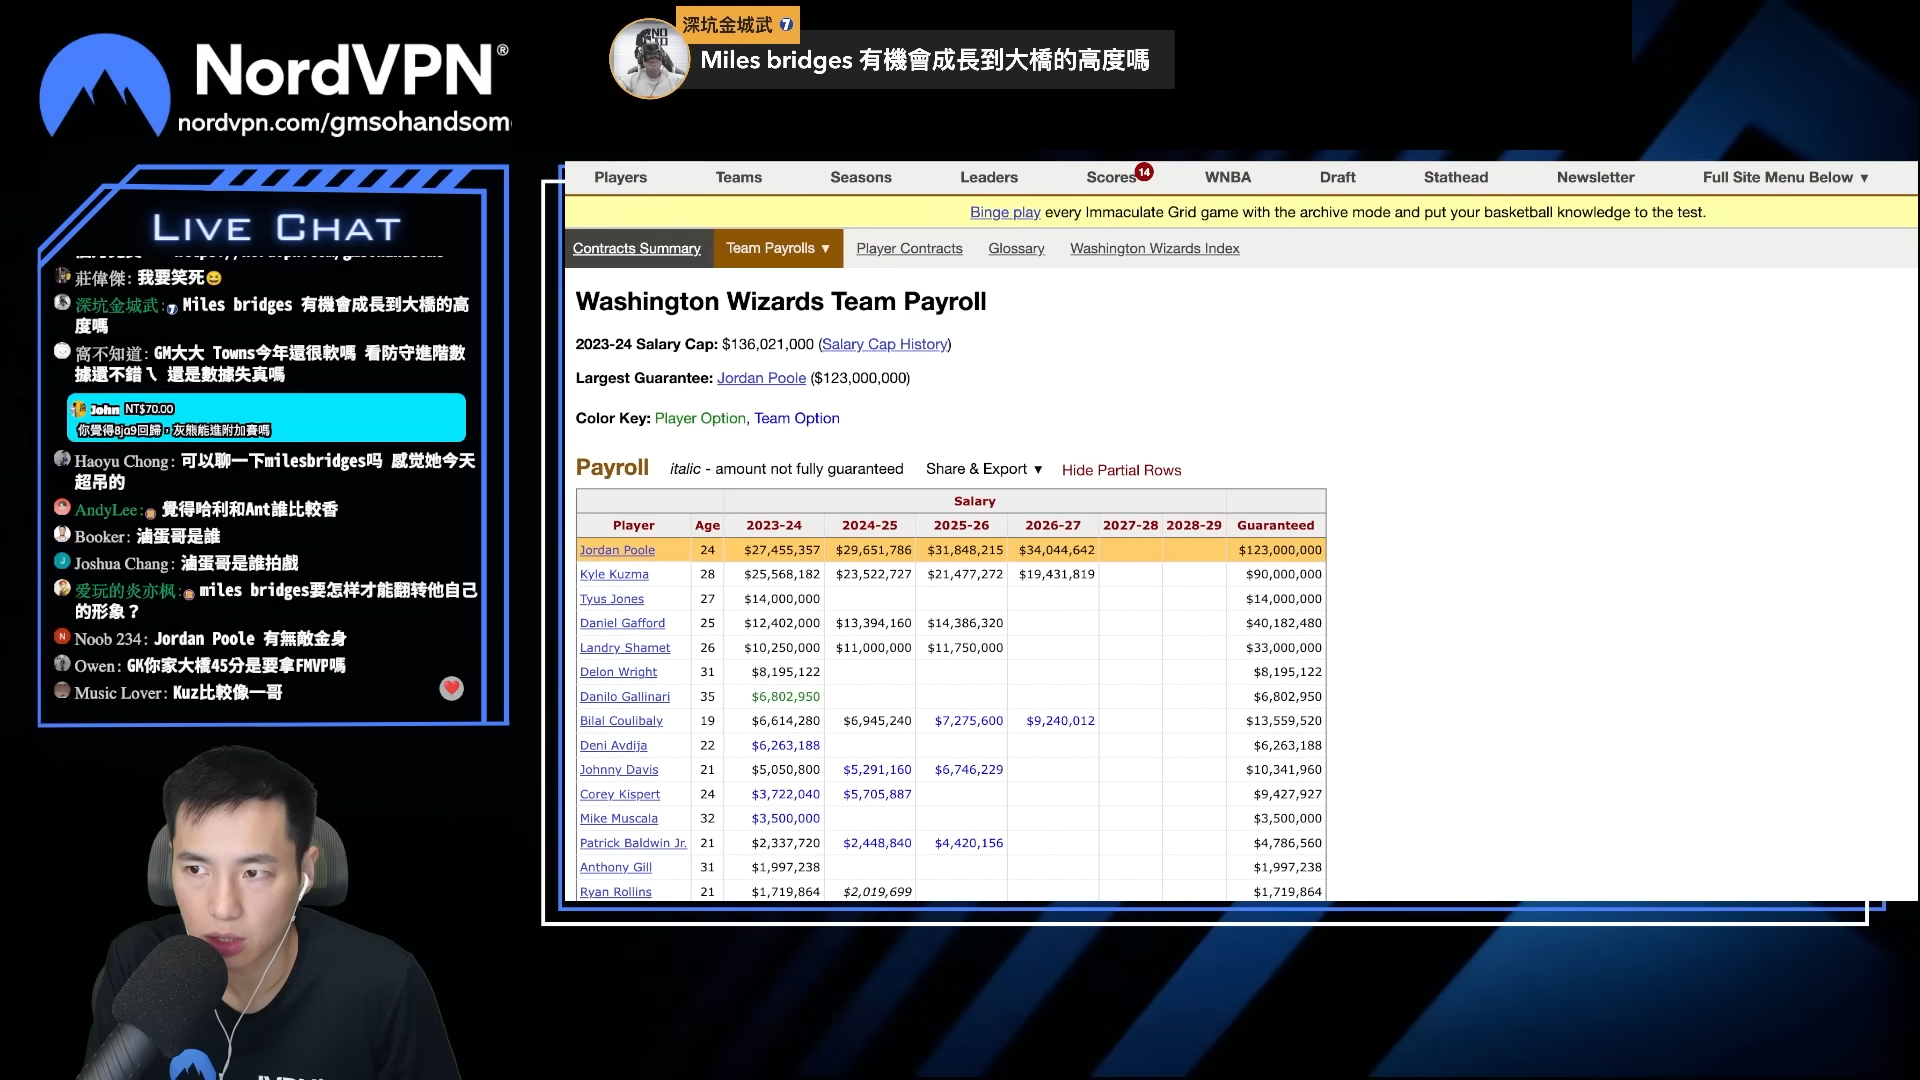 NordVPN®
nordvpn.com/gmsohandsom
深坑金城武 7
Miles bridges 有機會成長到大橋的高度嗎
LIVE CHAT
莊偉傑: 我要笑死😆
深坑金城武: 7 Miles bridges 有機會成長到大橋的高
度嗎
窩不知道: GM大大 Towns今年還很軟嗎 看防守進階數
據還不錯ㄟ 還是數據失真嗎
John NT$70.00
你覺得8ja9回歸，灰熊能進附加賽嗎
Haoyu Chong: 可以聊一下milesbridges吗 感觉她今天
超吊的
AndyLee: 覺得哈利和Ant誰比較香
Booker: 滷蛋哥是誰
Joshua Chang: 滷蛋哥是誰拍戲
爱玩的炎亦枫: miles bridges要怎样才能翻转他自己
的形象？
Noob 234: Jordan Poole 有無敵金身
Owen: GK你家大橋45分是要拿FMVP嗎
Music Lover: Kuz比較像一哥
Players Teams Seasons Leaders Scores 14 WNBA Draft Stathead Newsletter Full Site Menu Below ▼
Binge play every Immaculate Grid game with the archive mode and put your basketball knowledge to the test.
Contracts Summary Team Payrolls ▼ Player Contracts Glossary Washington Wizards Index
Washington Wizards Team Payroll
2023-24 Salary Cap: $136,021,000 (Salary Cap History)
Largest Guarantee: Jordan Poole ($123,000,000)
Color Key: Player Option, Team Option
Payroll italic - amount not fully guaranteed Share & Export ▼ Hide Partial Rows
Salary
Player Age 2023-24 2024-25 2025-26 2026-27 2027-28 2028-29 Guaranteed
Jordan Poole 24 $27,455,357 $29,651,786 $31,848,215 $34,044,642 $123,000,000
Kyle Kuzma 28 $25,568,182 $23,522,727 $21,477,272 $19,431,819 $90,000,000
Tyus Jones 27 $14,000,000 $14,000,000
Daniel Gafford 25 $12,402,000 $13,394,160 $14,386,320 $40,182,480
Landry Shamet 26 $10,250,000 $11,000,000 $11,750,000 $33,000,000
Delon Wright 31 $8,195,122 $8,195,122
Danilo Gallinari 35 $6,802,950 $6,802,950
Bilal Coulibaly 19 $6,614,280 $6,945,240 $7,275,600 $9,240,012 $13,559,520
Deni Avdija 22 $6,263,188 $6,263,188
Johnny Davis 21 $5,050,800 $5,291,160 $6,746,229 $10,341,960
Corey Kispert 24 $3,722,040 $5,705,887 $9,427,927
Mike Muscala 32 $3,500,000 $3,500,000
Patrick Baldwin Jr. 21 $2,337,720 $2,448,840 $4,420,156 $4,786,560
Anthony Gill 31 $1,997,238 $1,997,238
Ryan Rollins 21 $1,719,864 $2,019,699 $1,719,864